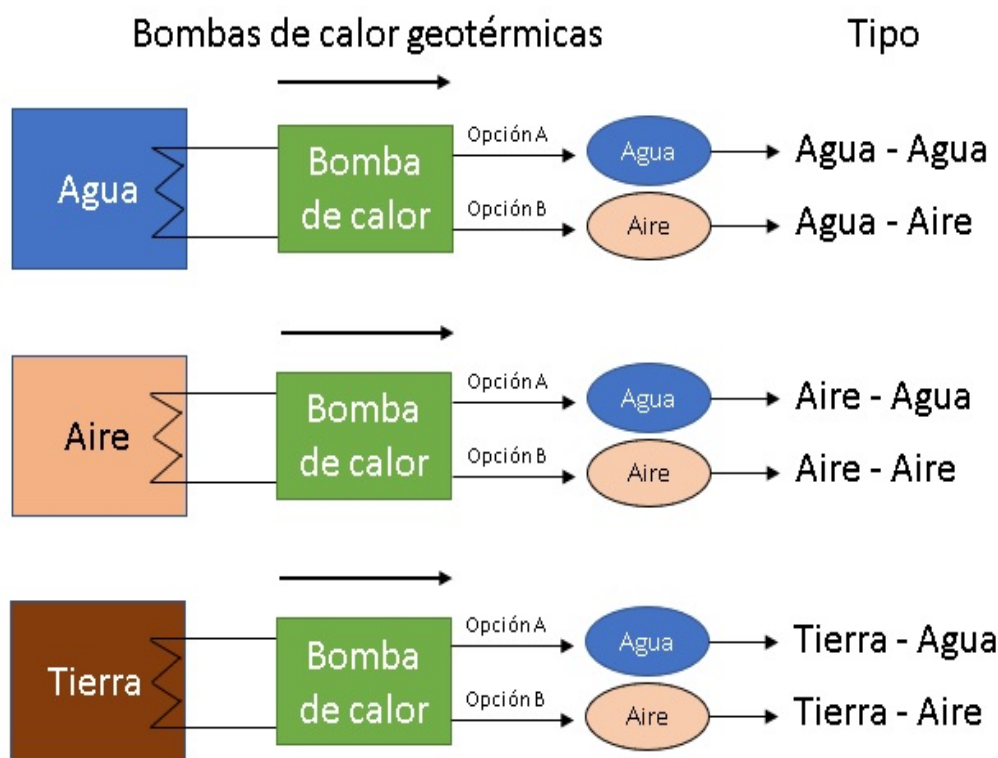 Bombas de calor geotérmicas
Tipo
Agua
Bomba
de calor
Opción A
Agua
Agua - Agua
Opción B
Aire
Agua - Aire
Aire
Bomba
de calor
Opción A
Agua
Aire - Agua
Opción B
Aire
Aire - Aire
Tierra
Bomba
de calor
Opción A
Agua
Tierra - Agua
Opción B
Aire
Tierra - Aire